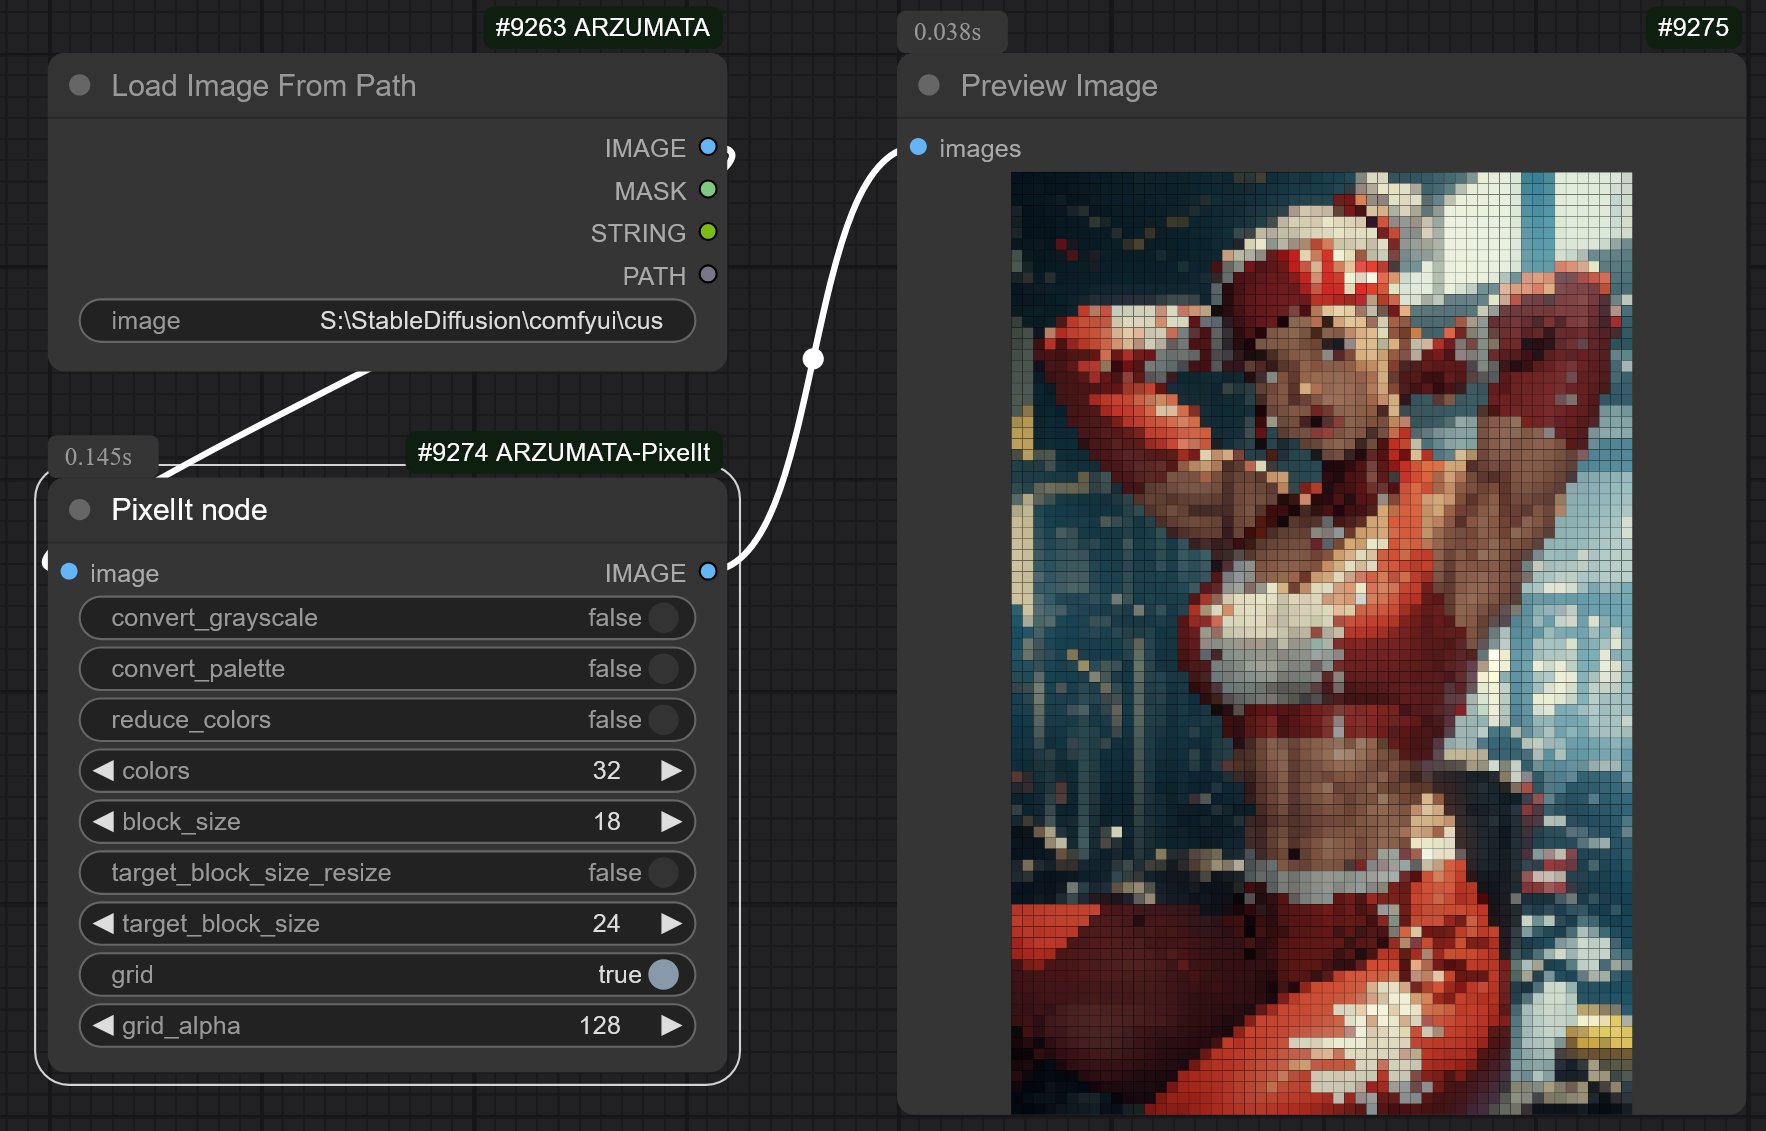 #9263 ARZUMATA
Load Image From Path
IMAGE
MASK
STRING
PATH
image S:\StableDiffusion\comfyui\cus
0.145s
#9274 ARZUMATA-PixelIt
PixelIt node
image IMAGE
convert_grayscale false
convert_palette false
reduce_colors false
colors 32
block_size 18
target_block_size_resize false
target_block_size 24
grid true
grid_alpha 128
0.038s
#9275
Preview Image
images